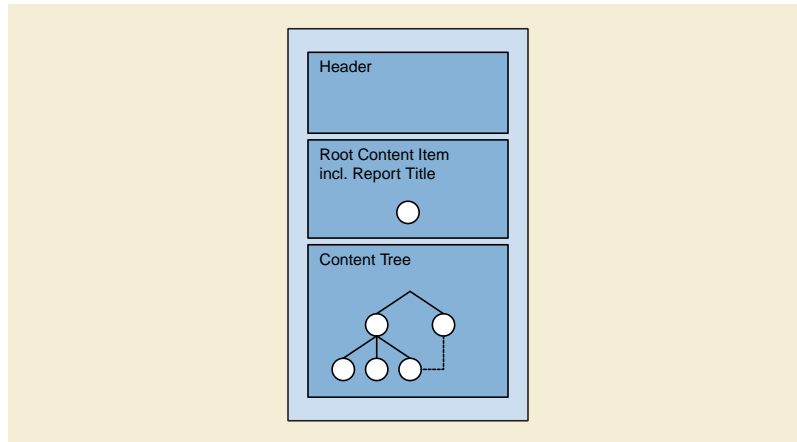 Header
Root Content Item
incl. Report Title
Content Tree